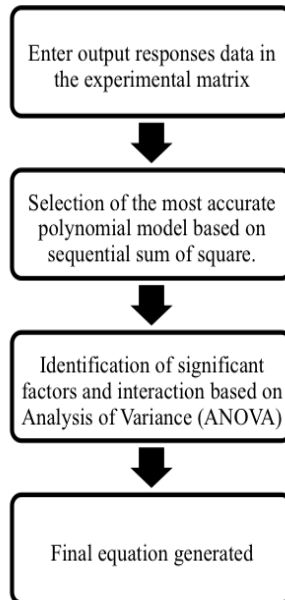 Enter output responses data in
the experimental matrix
Selection of the most accurate
polynomial model based on
sequential sum of square.
Identification of significant
factors and interaction based on
Analysis of Variance (ANOVA)
Final equation generated